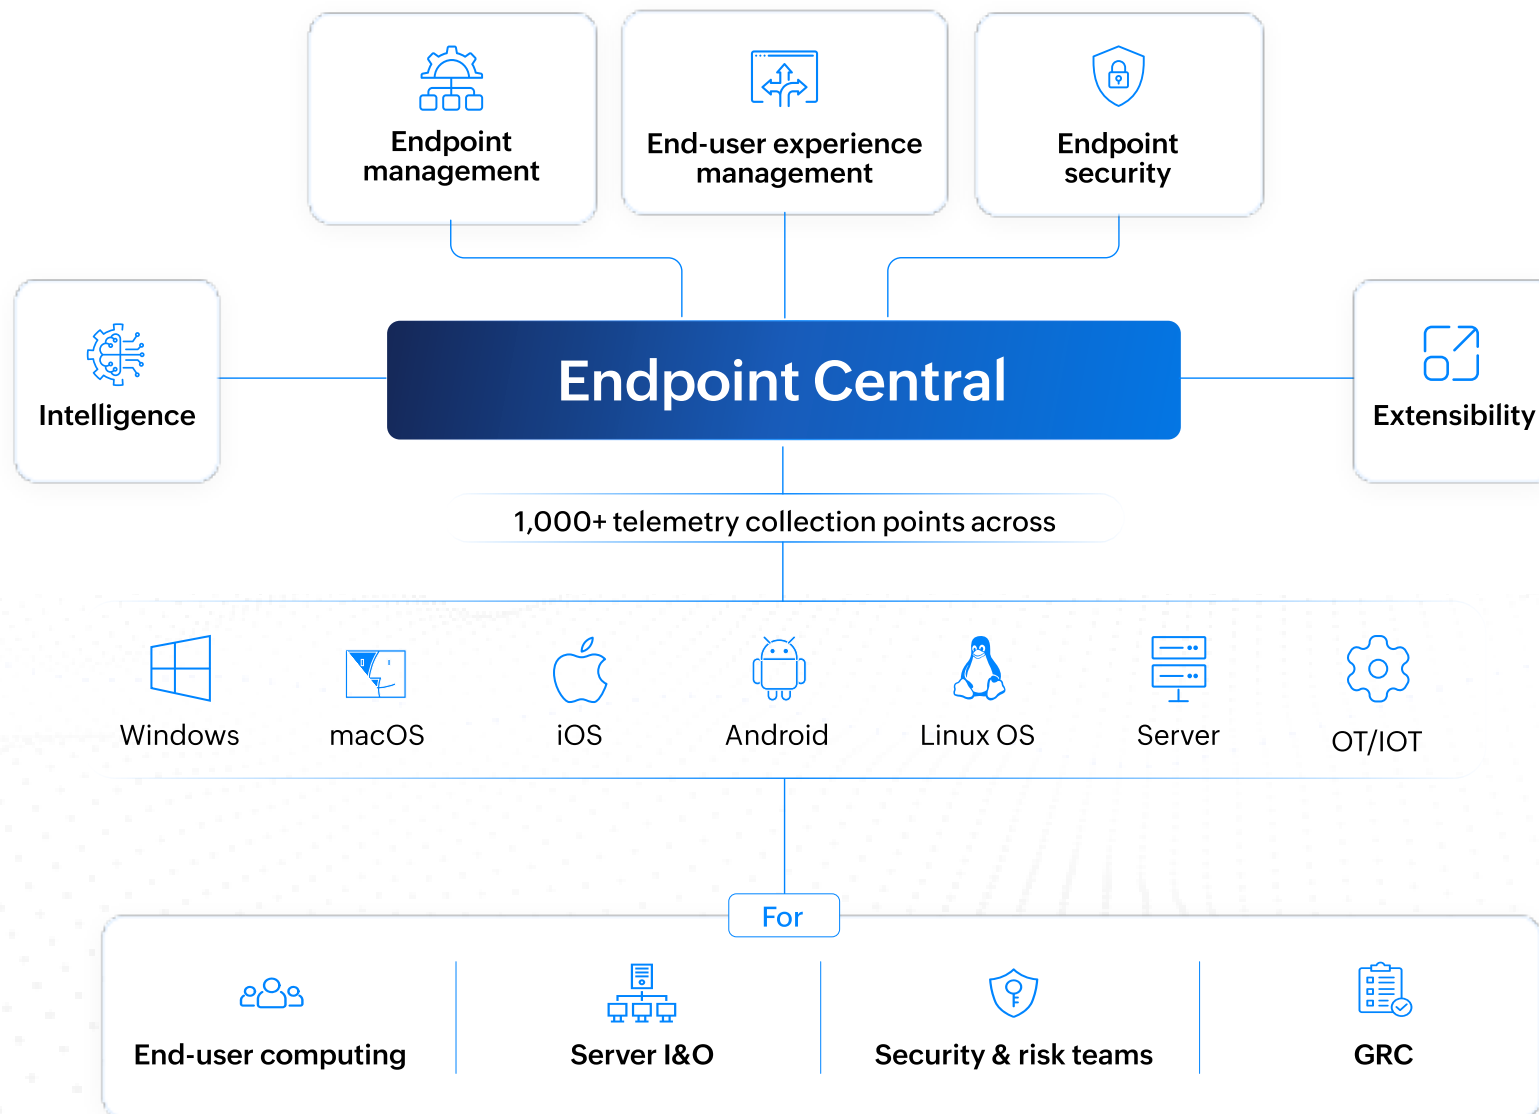 Endpoint
management
End-user experience
management
Endpoint
security
Intelligence
Endpoint Central
Extensibility
1,000+ telemetry collection points across
Windows
macOS
iOS
Android
Linux OS
Server
OT/IOT
For
End-user computing
Server I&O
Security & risk teams
GRC